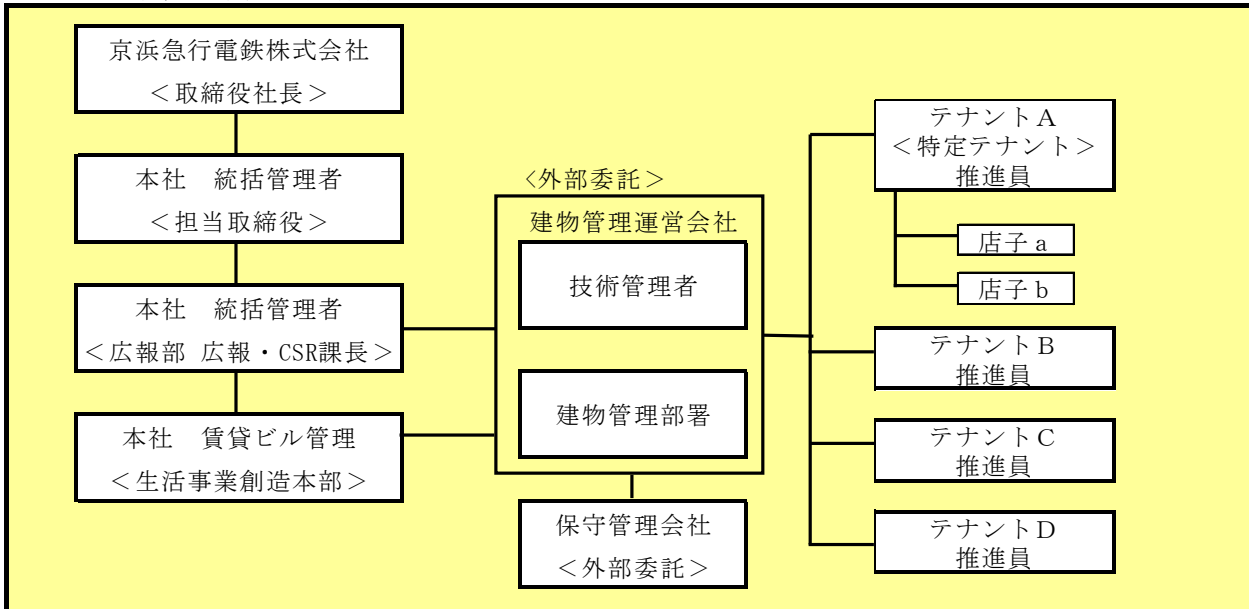 京浜急行電鉄株式会社
＜取締役社長＞
本社　統括管理者
＜担当取締役＞
本社　統括管理者
＜広報部 広報・CSR課長＞
本社　賃貸ビル管理
＜生活事業創造本部＞
<外部委託＞
建物管理運営会社
技術管理者
建物管理部署
保守管理会社
＜外部委託＞
テナントＡ
＜特定テナント＞
推進員
店子ａ
店子ｂ
テナントＢ
推進員
テナントＣ
推進員
テナントＤ
推進員